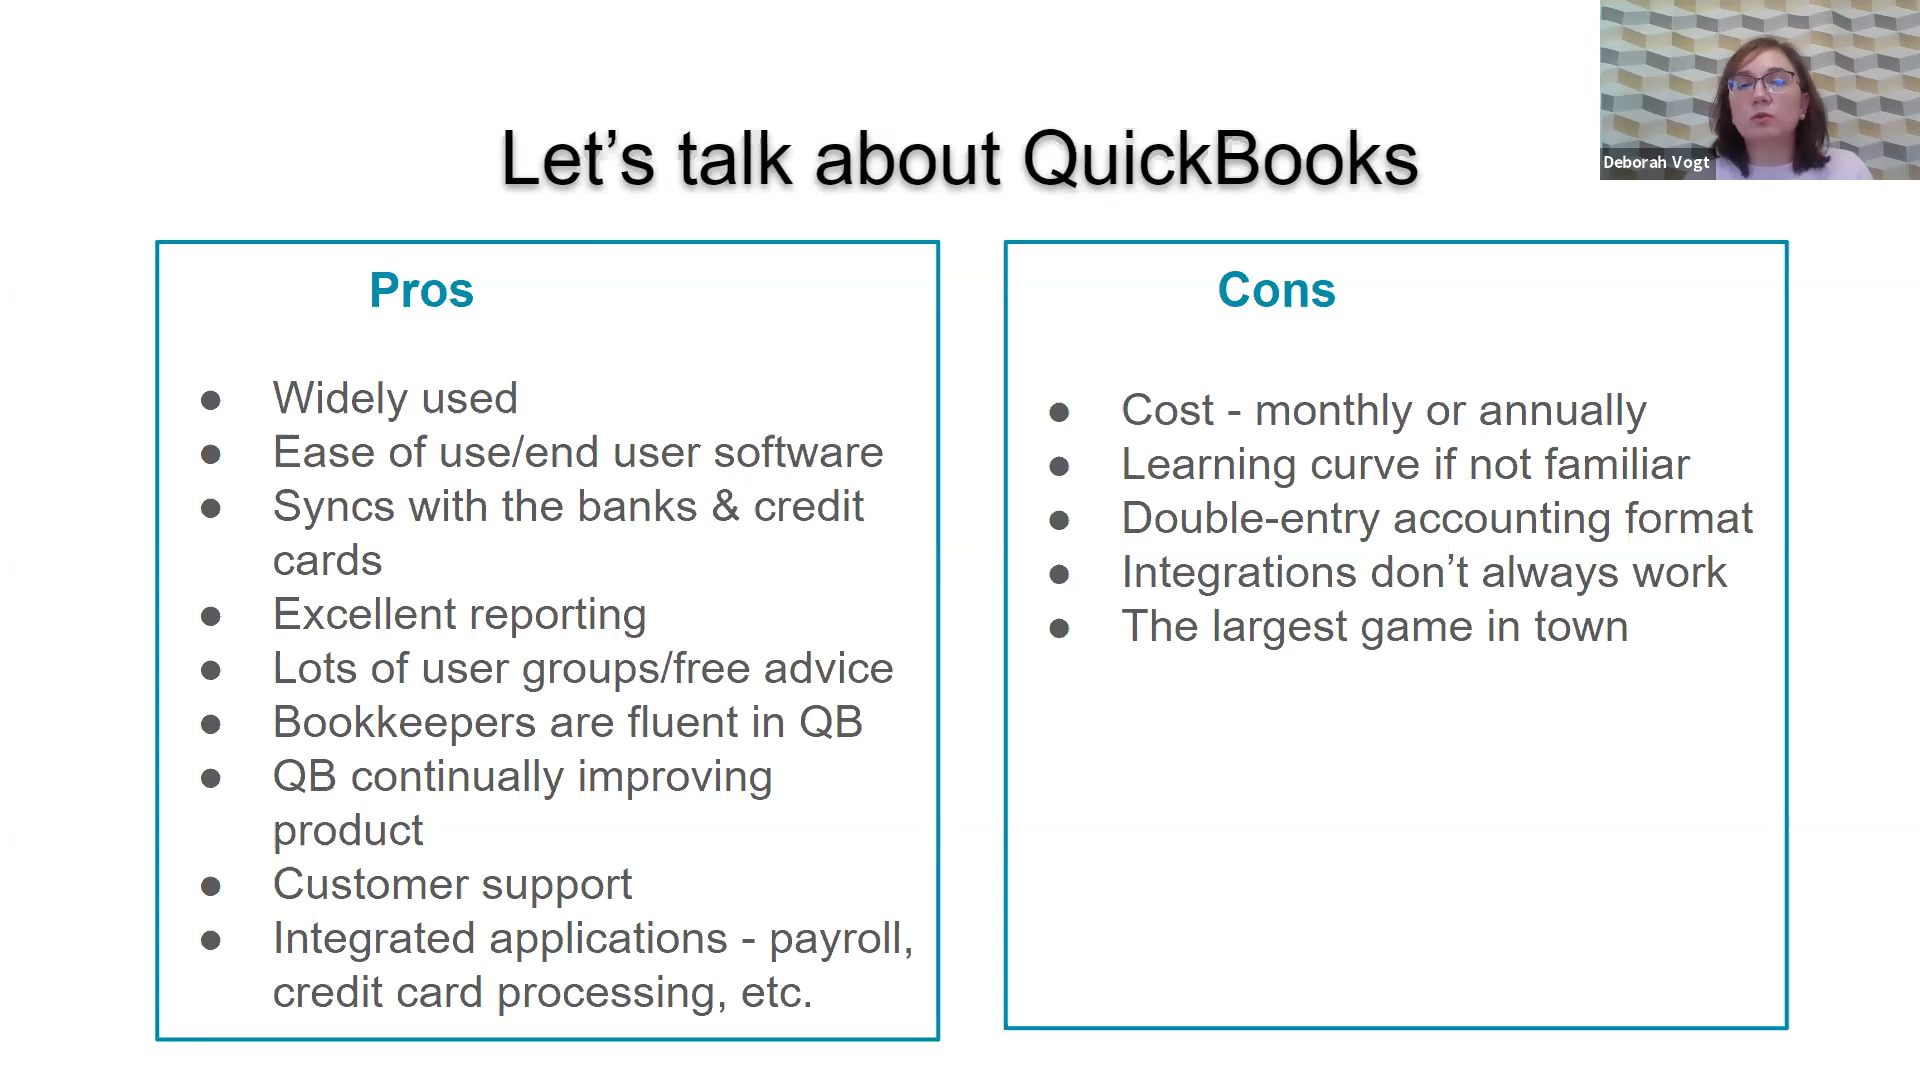 Let’s talk about QuickBooks
Deborah Vogt
Pros
● Widely used
● Ease of use/end user software
● Syncs with the banks & credit
cards
● Excellent reporting
● Lots of user groups/free advice
● Bookkeepers are fluent in QB
● QB continually improving
product
● Customer support
● Integrated applications - payroll,
credit card processing, etc.
Cons
● Cost - monthly or annually
● Learning curve if not familiar
● Double-entry accounting format
● Integrations don’t always work
● The largest game in town